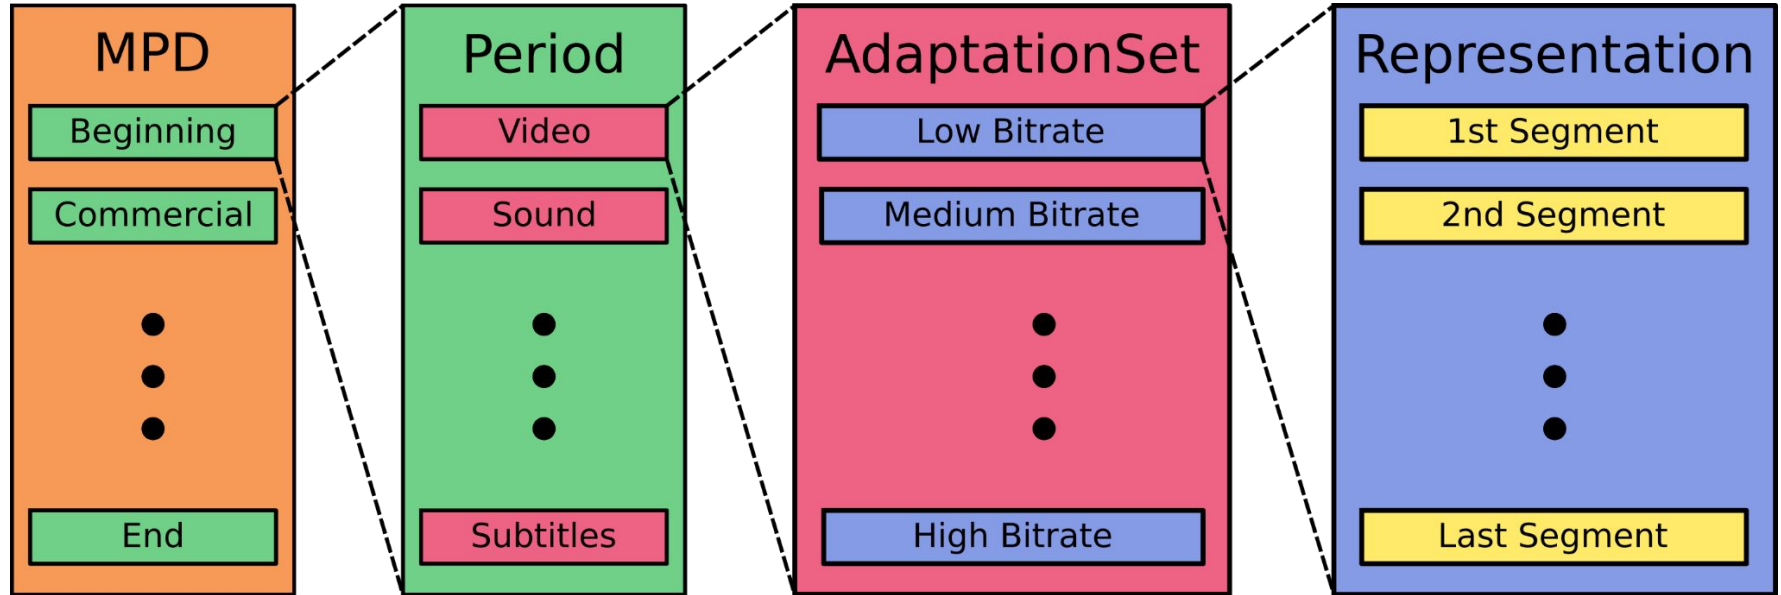 MPD
Beginning
Commercial
End
Period
Video
Sound
Subtitles
AdaptationSet
Low Bitrate
Medium Bitrate
High Bitrate
Representation
1st Segment
2nd Segment
Last Segment